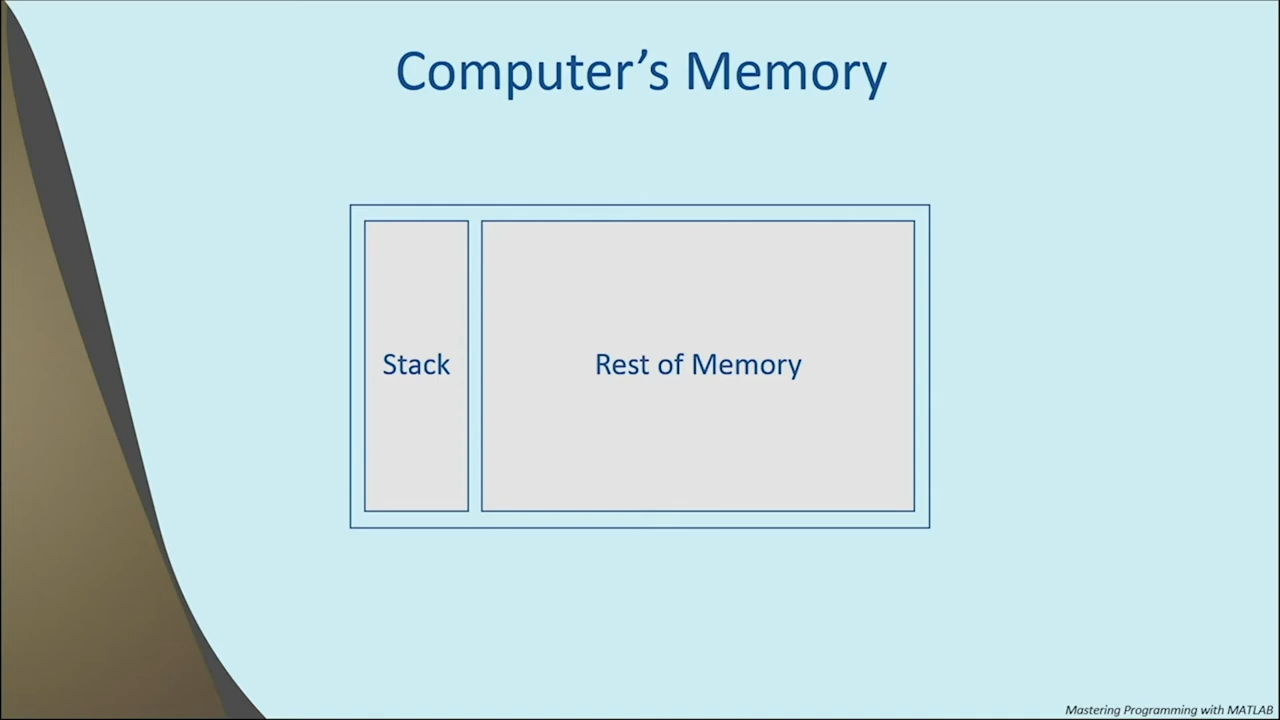 Computer’s Memory
Stack
Rest of Memory
Mastering Programming with MATLAB